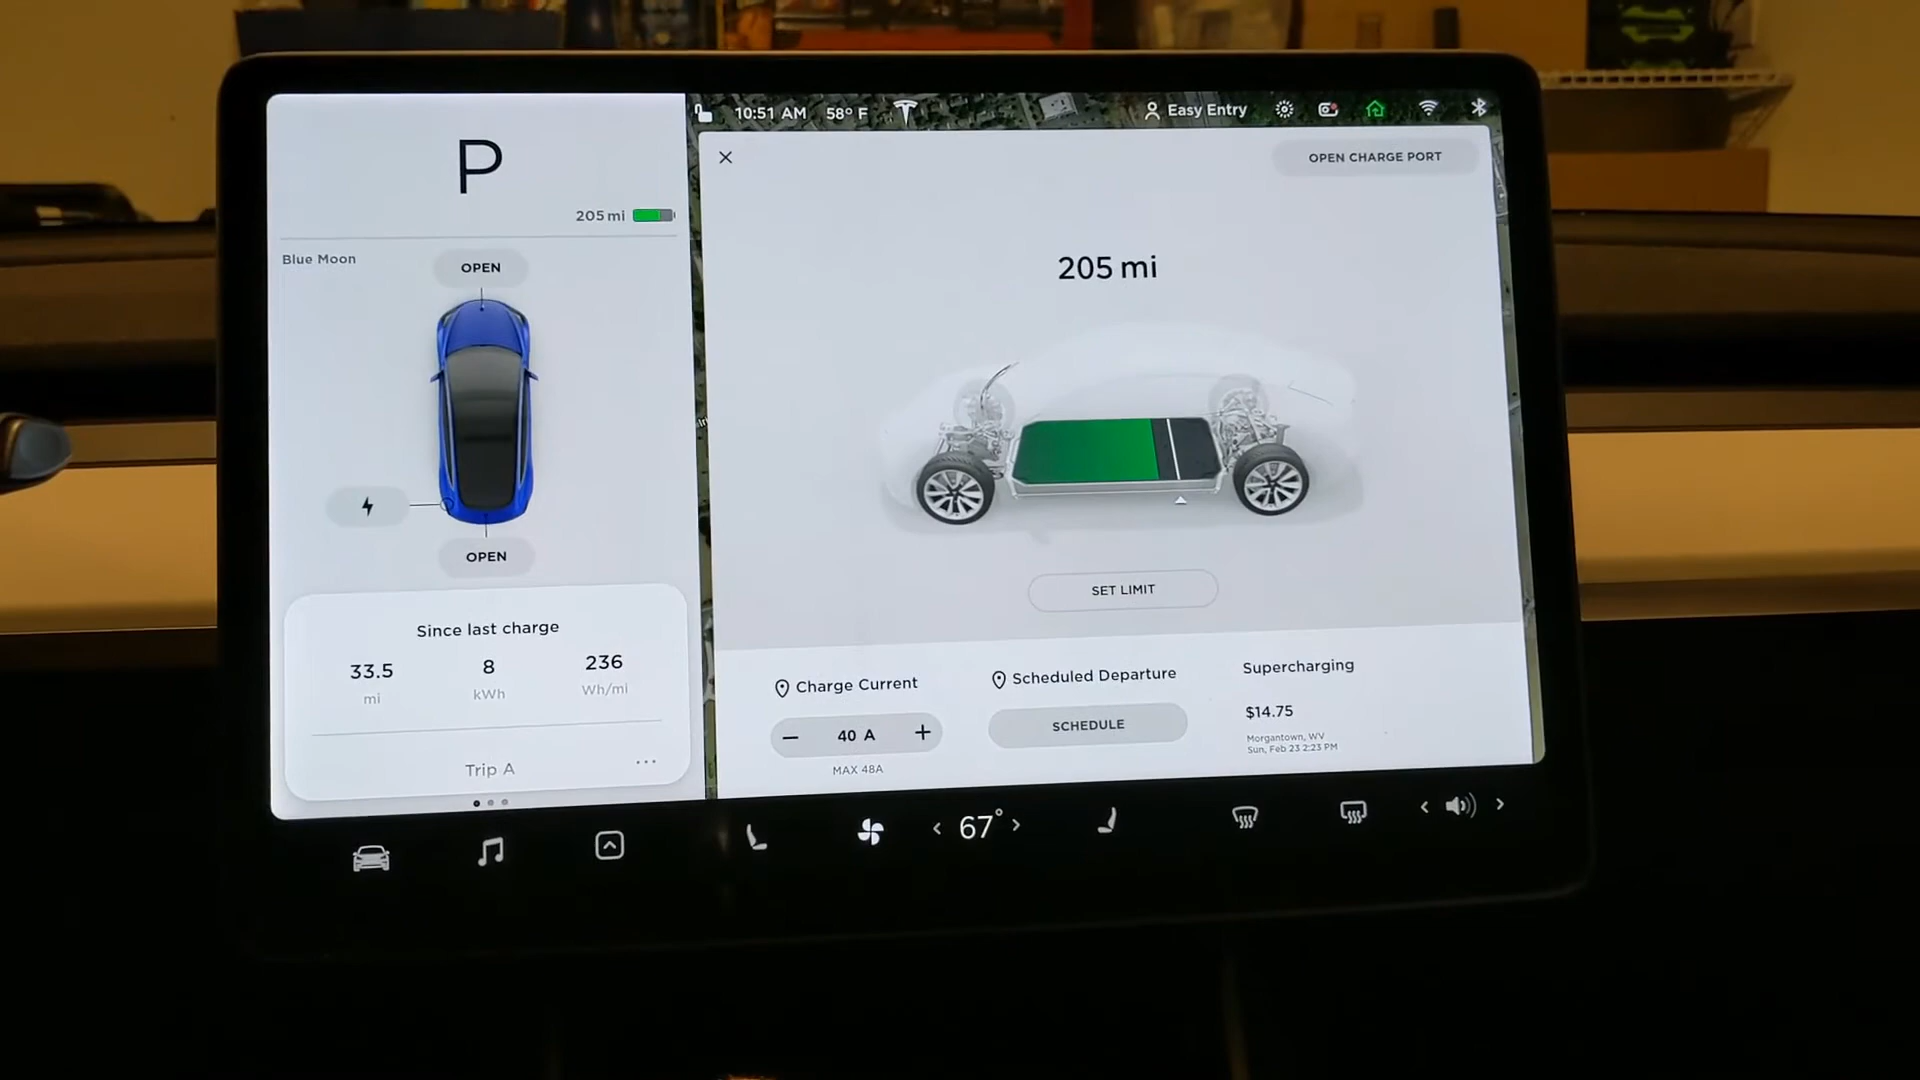 P
205 mi
Blue Moon
OPEN
OPEN
Since last charge
33.5 8 236
mi kWh Wh/mi
Trip A
10:51 AM 58° F Easy Entry
OPEN CHARGE PORT
205 mi
SET LIMIT
Charge Current
40 A
MAX 48A
Scheduled Departure
SCHEDULE
Supercharging
$14.75
Morgantown, WV
Sun, Feb 23 2:23 PM
67°